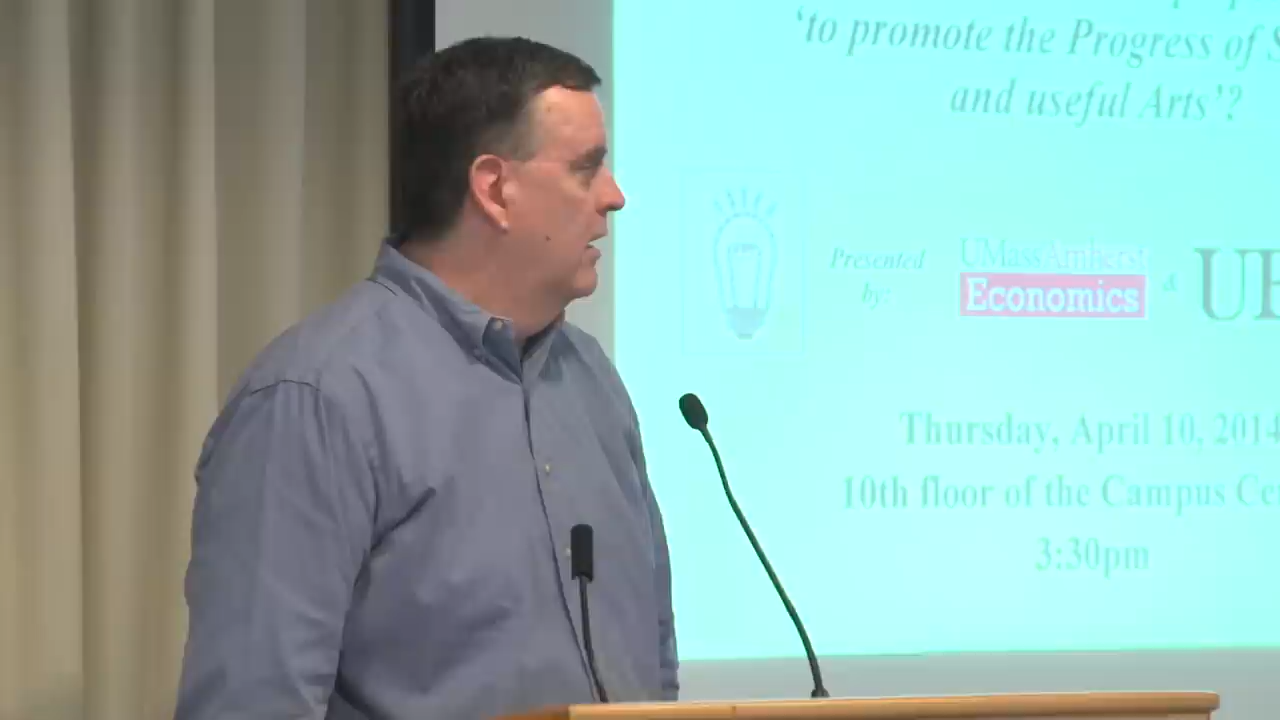 'to promote the Progress of
and useful Arts'?
Presented
by:
UMassAmherst
Economics
&
Thursday, April 10, 2014
10th floor of the Campus
3:30pm